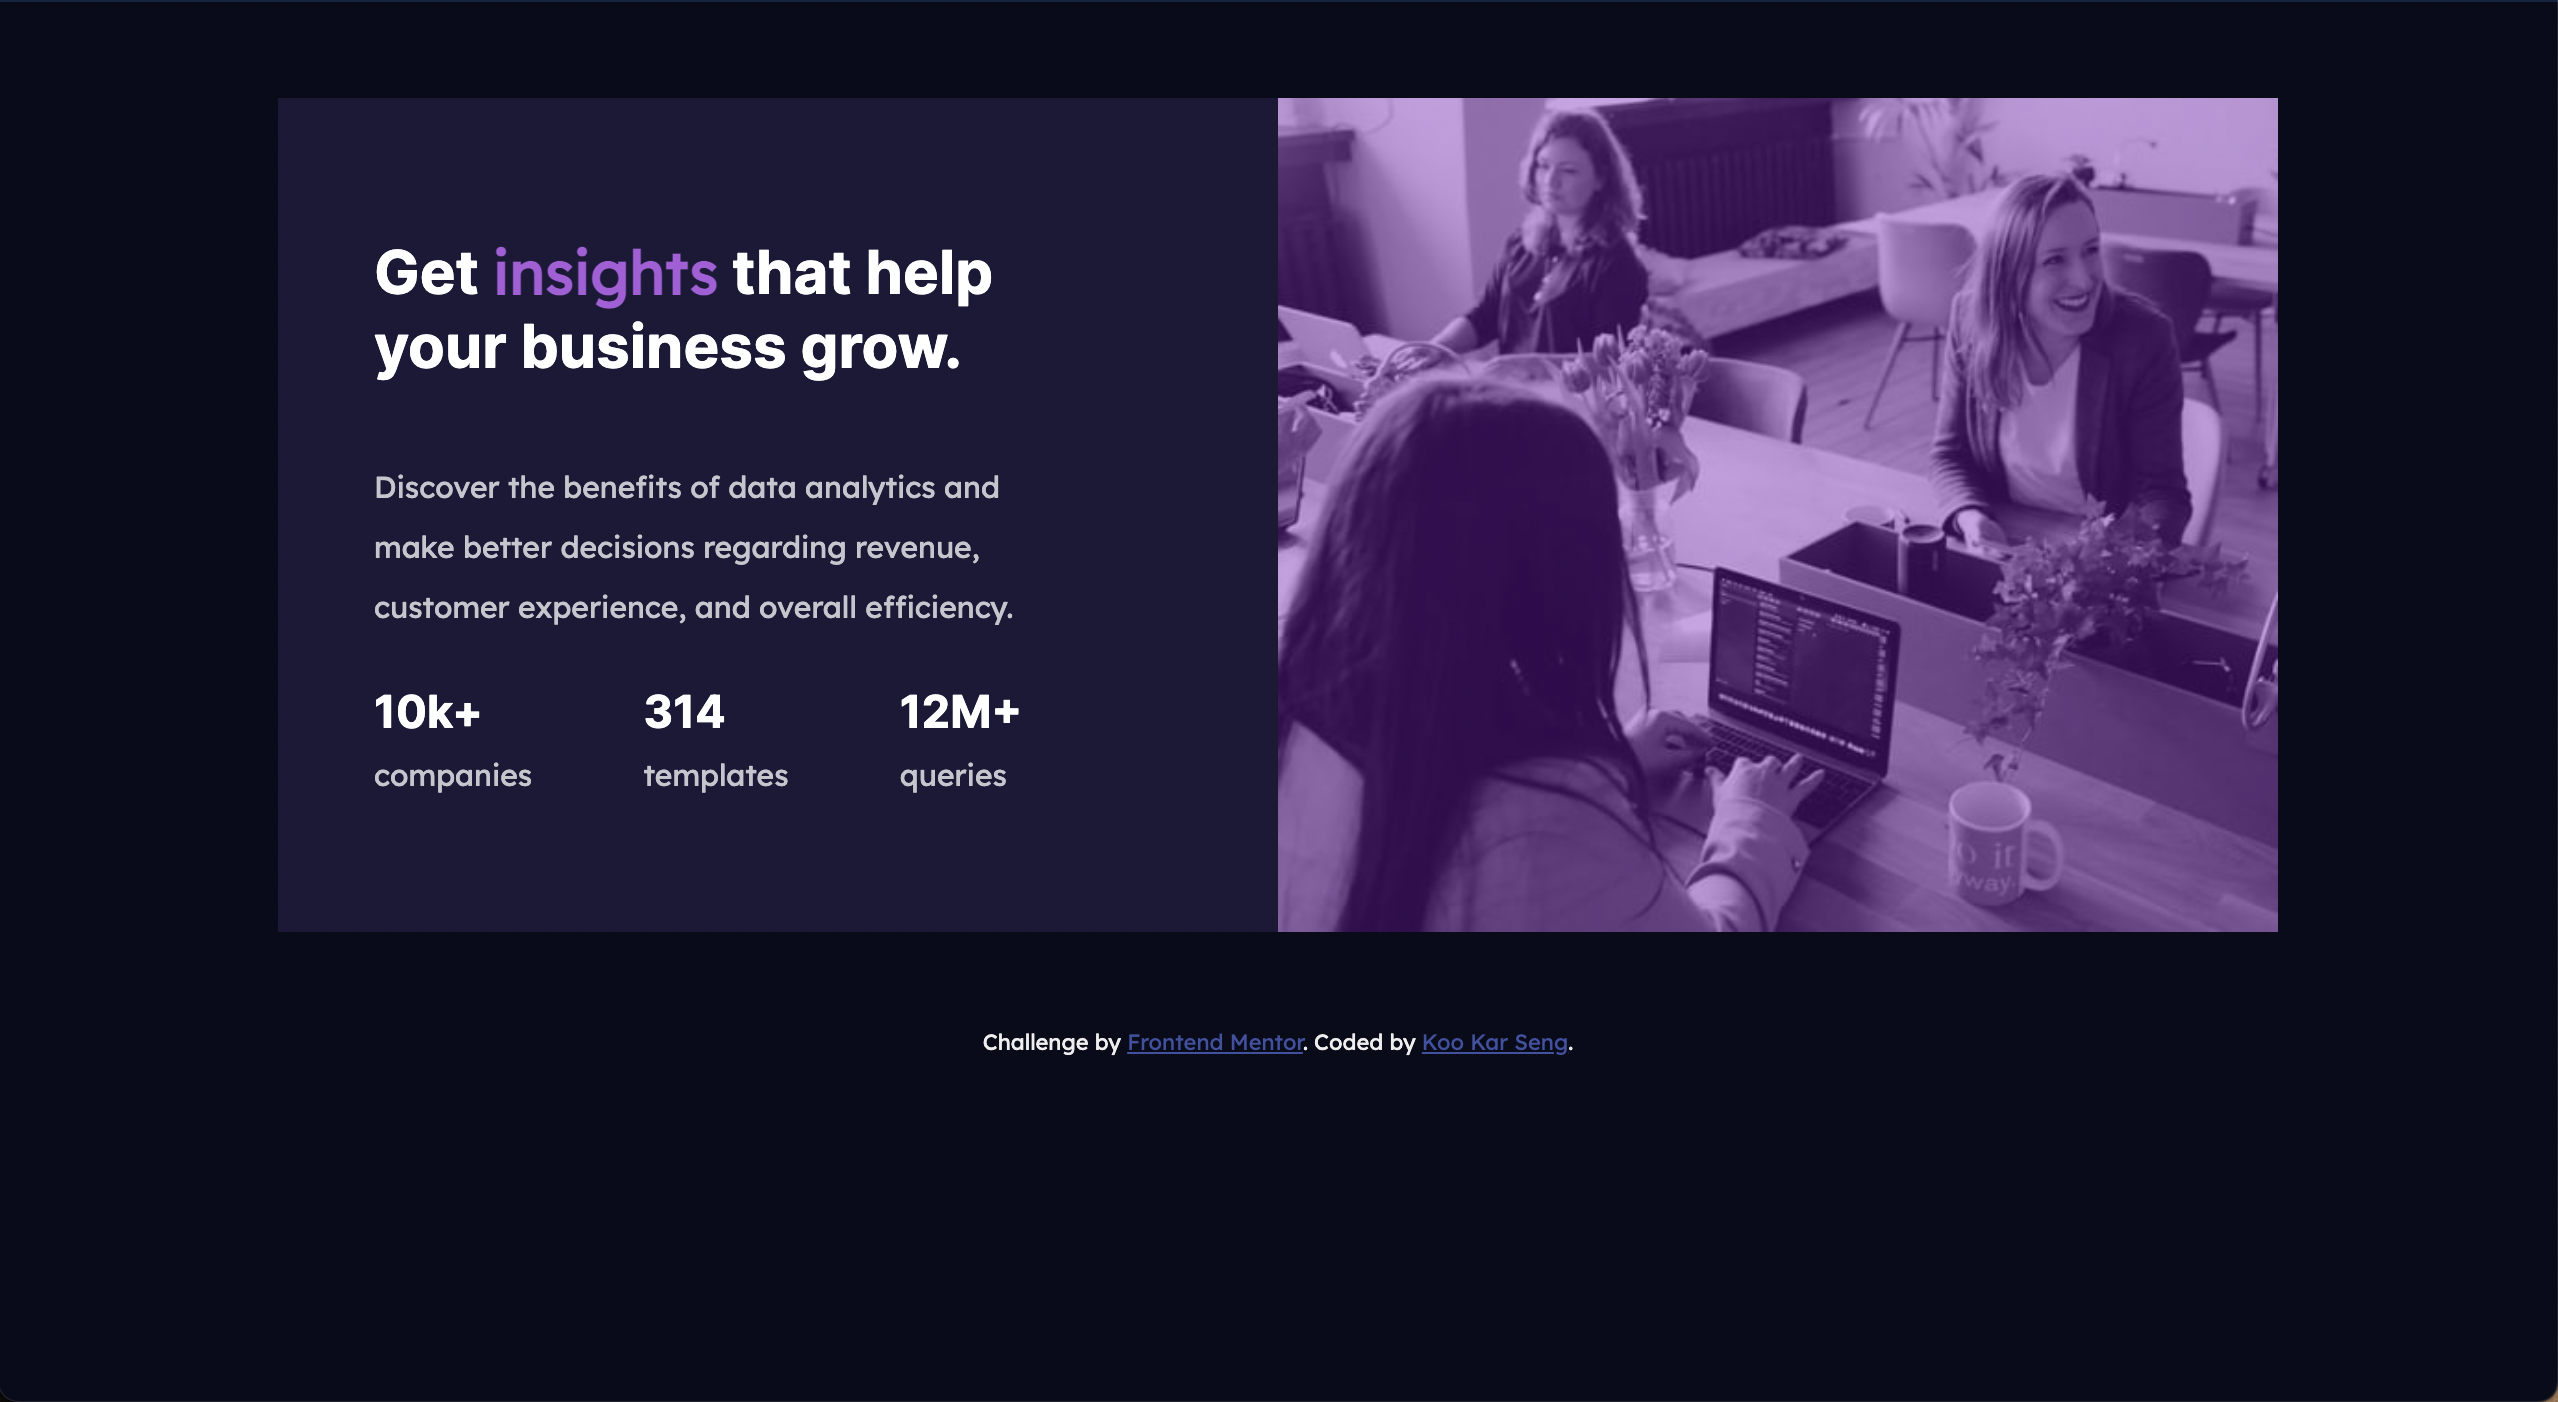 Get insights that help
your business grow.
Discover the benefits of data analytics and
make better decisions regarding revenue,
customer experience, and overall efficiency.
10k+ 314 12M+
companies templates queries
Challenge by Frontend Mentor. Coded by Koo Kar Seng.